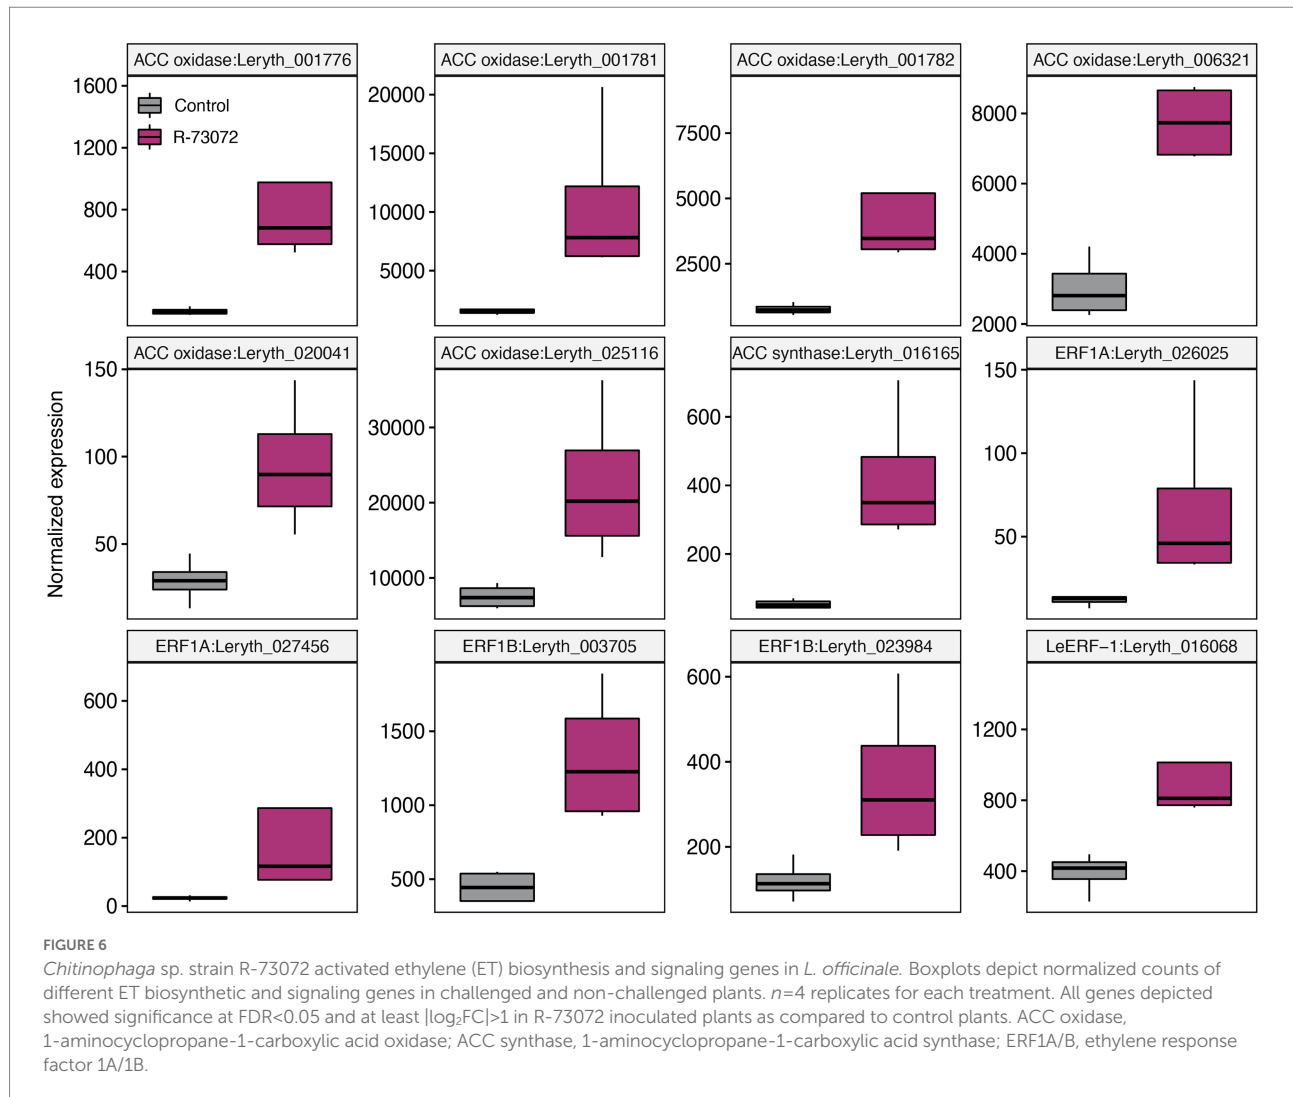 ACC oxidase:Leryth_001776
ACC oxidase:Leryth_001781
ACC oxidase:Leryth_001782
ACC oxidase:Leryth_006321
1600
1200
800
400
Control
R-73072
20000
15000
10000
5000
7500
5000
2500
8000
6000
4000
2000
Normalized expression
ACC oxidase:Leryth_020041
ACC oxidase:Leryth_025116
ACC synthase:Leryth_016165
ERF1A:Leryth_026025
150
100
50
30000
20000
10000
600
400
200
150
100
50
ERF1A:Leryth_027456
ERF1B:Leryth_003705
ERF1B:Leryth_023984
LeERF−1:Leryth_016068
600
400
200
0
1500
1000
500
600
400
200
1200
800
400
FIGURE 6
Chitinophaga sp. strain R-73072 activated ethylene (ET) biosynthesis and signaling genes in L. officinale. Boxplots depict normalized counts of
different ET biosynthetic and signaling genes in challenged and non-challenged plants. n=4 replicates for each treatment. All genes depicted
showed significance at FDR<0.05 and at least |log₂FC|>1 in R-73072 inoculated plants as compared to control plants. ACC oxidase,
1-aminocyclopropane-1-carboxylic acid oxidase; ACC synthase, 1-aminocyclopropane-1-carboxylic acid synthase; ERF1A/B, ethylene response
factor 1A/1B.